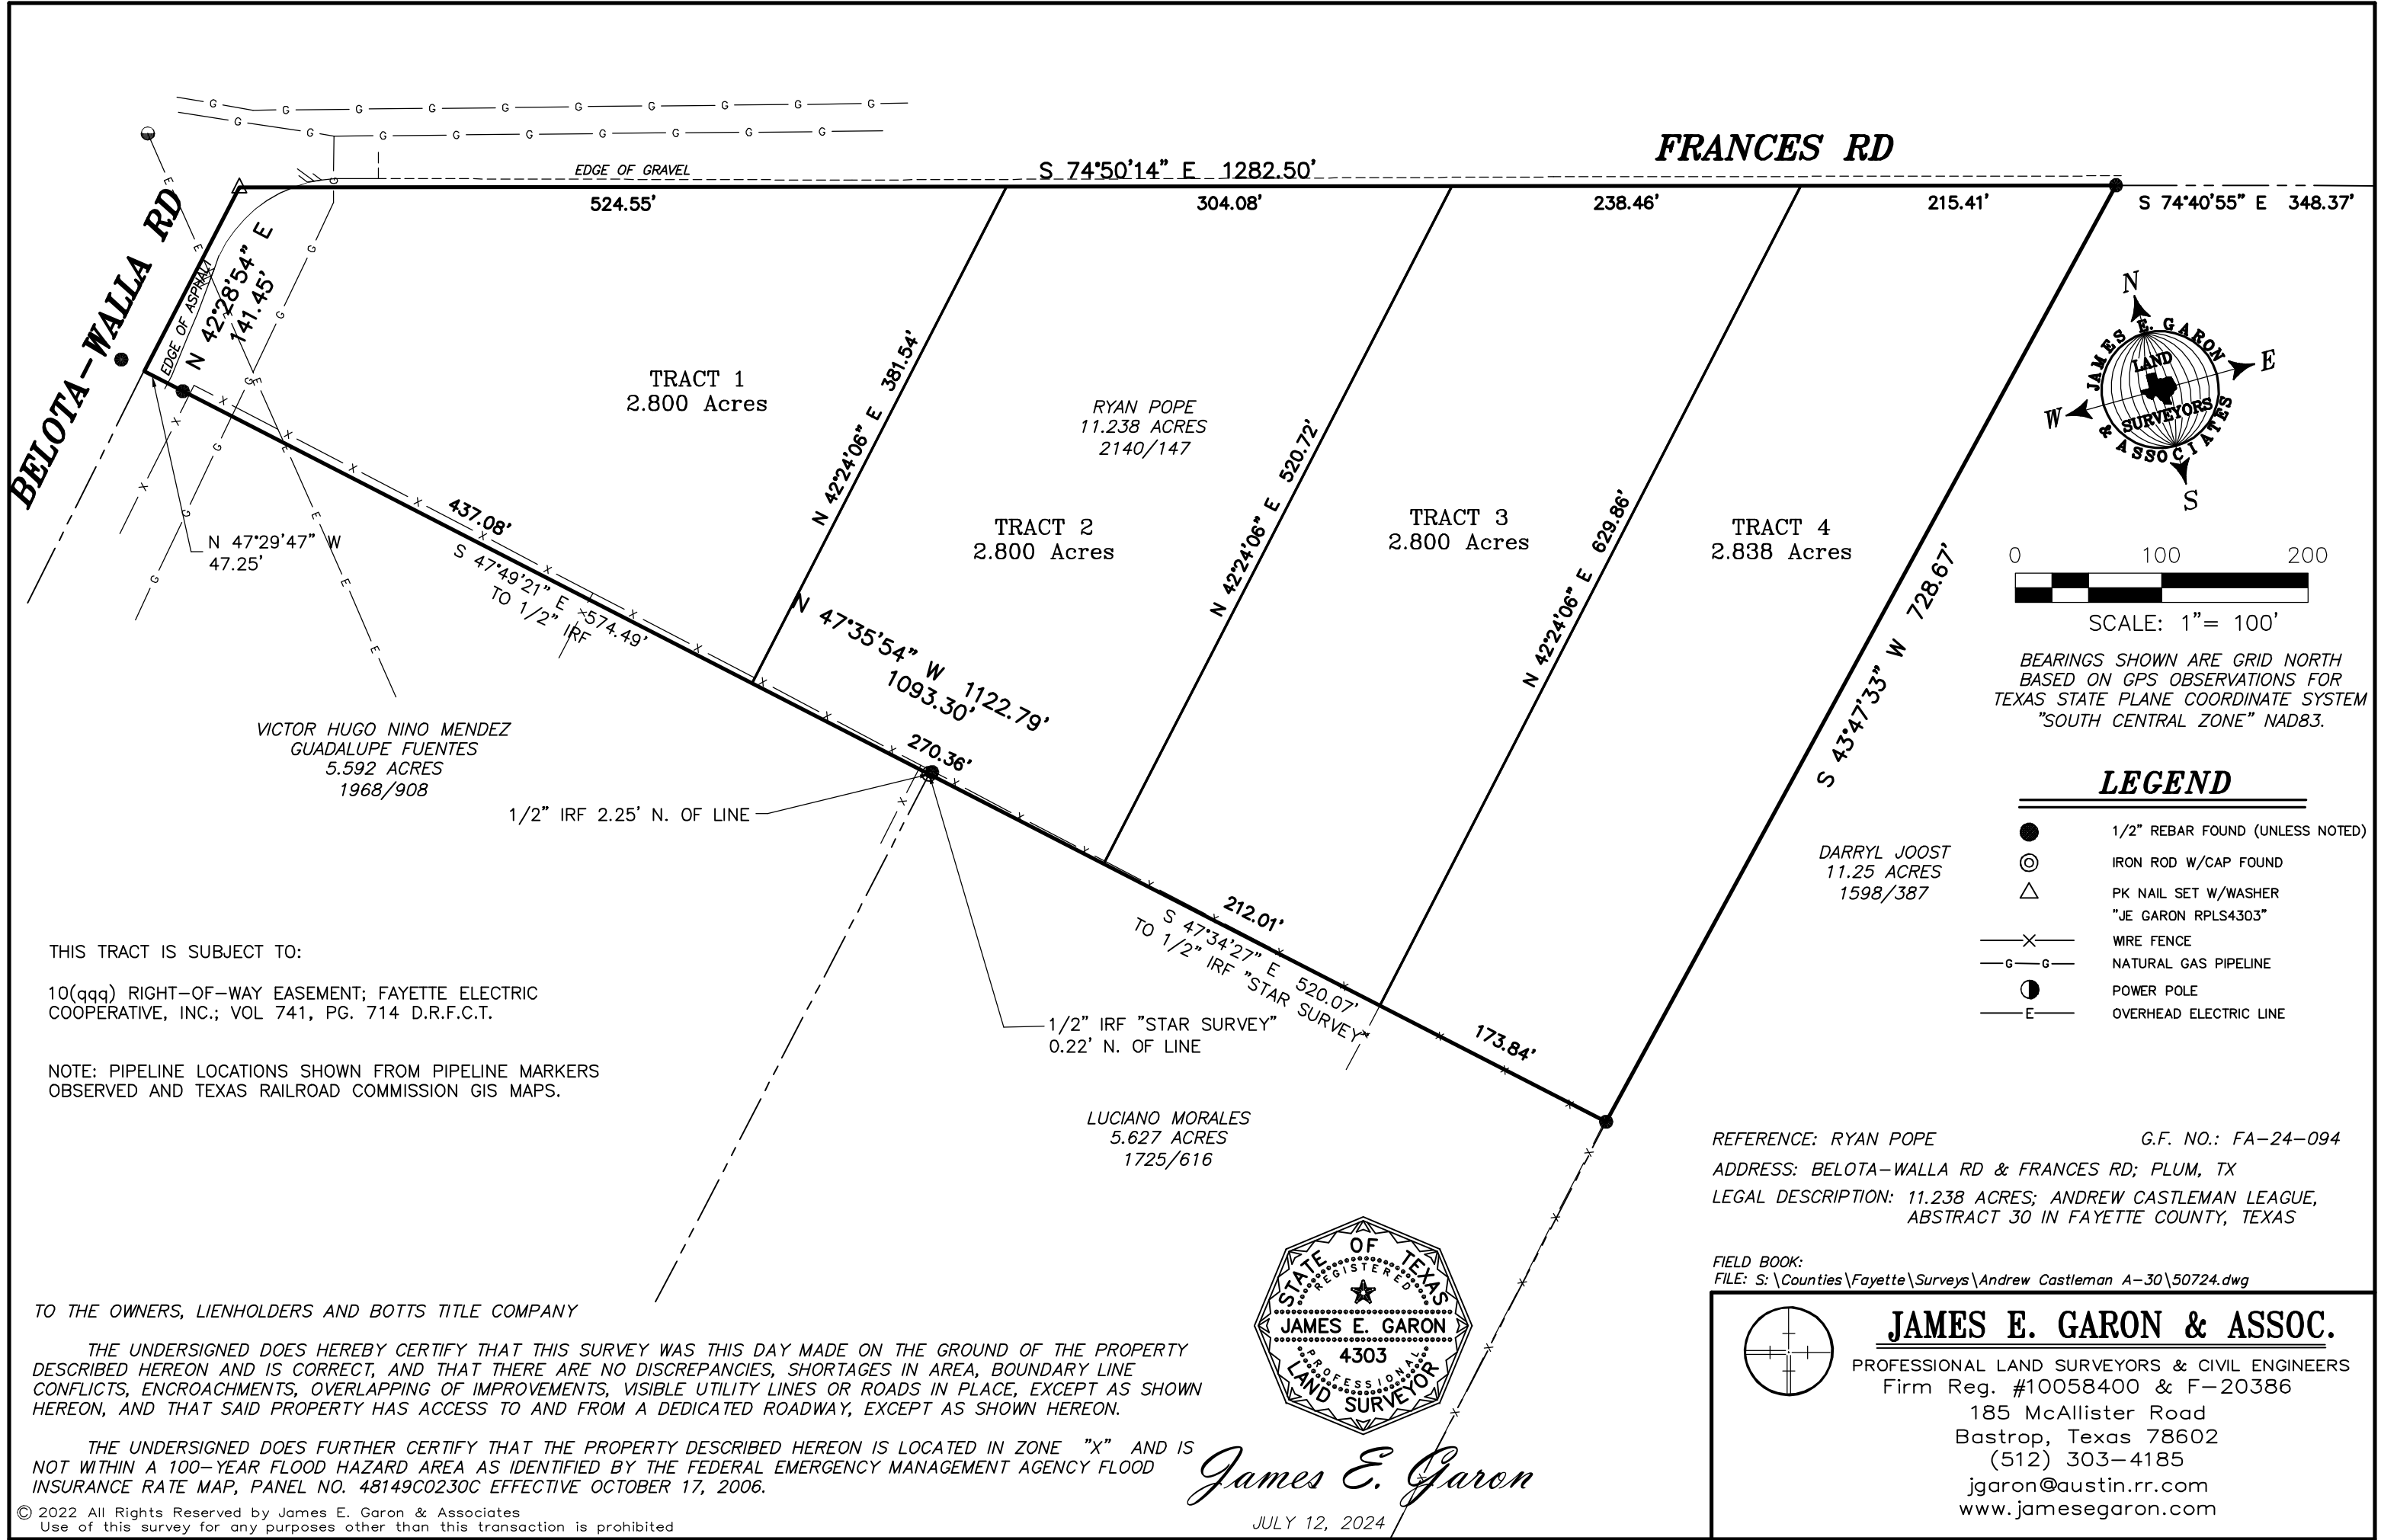 FRANCES RD
EDGE OF GRAVEL
S 74°50'14" E 1282.50'
524.55'
304.08'
238.46'
215.41'
S 74°40'55" E 348.37'
BELOTA-WALLA RD
EDGE OF ASPHALT
N 42°28'54" E
141.45'
TRACT 1
2.800 Acres
N 42°24'06" E 381.54'
RYAN POPE
11.238 ACRES
2140/147
TRACT 2
2.800 Acres
N 42°24'06" E 520.72'
TRACT 3
2.800 Acres
N 42°24'06" E 629.86'
TRACT 4
2.838 Acres
S 43°47'33" W 728.67'
N
E
W
S
JAMES E. GARON
& ASSOCIATES
LAND
SURVEYORS
0 100 200
SCALE: 1"= 100'
BEARINGS SHOWN ARE GRID NORTH
BASED ON GPS OBSERVATIONS FOR
TEXAS STATE PLANE COORDINATE SYSTEM
"SOUTH CENTRAL ZONE" NAD83.
N 47°29'47" W
47.25'
437.08'
S 47°49'21" E 574.49'
TO 1/2" IRF
N 47°35'54" W 1122.79'
1093.30'
270.36'
VICTOR HUGO NINO MENDEZ
GUADALUPE FUENTES
5.592 ACRES
1968/908
1/2" IRF 2.25' N. OF LINE
212.01'
S 47°34'27" E 520.07'
TO 1/2" IRF "STAR SURVEY"
173.84'
1/2" IRF "STAR SURVEY"
0.22' N. OF LINE
DARRYL JOOST
11.25 ACRES
1598/387
LUCIANO MORALES
5.627 ACRES
1725/616
LEGEND
1/2" REBAR FOUND (UNLESS NOTED)
IRON ROD W/CAP FOUND
PK NAIL SET W/WASHER
"JE GARON RPLS4303"
X WIRE FENCE
G G NATURAL GAS PIPELINE
POWER POLE
E OVERHEAD ELECTRIC LINE
THIS TRACT IS SUBJECT TO:
10(qqq) RIGHT-OF-WAY EASEMENT; FAYETTE ELECTRIC
COOPERATIVE, INC.; VOL 741, PG. 714 D.R.F.C.T.
NOTE: PIPELINE LOCATIONS SHOWN FROM PIPELINE MARKERS
OBSERVED AND TEXAS RAILROAD COMMISSION GIS MAPS.
REFERENCE: RYAN POPE G.F. NO.: FA-24-094
ADDRESS: BELOTA-WALLA RD & FRANCES RD; PLUM, TX
LEGAL DESCRIPTION: 11.238 ACRES; ANDREW CASTLEMAN LEAGUE,
ABSTRACT 30 IN FAYETTE COUNTY, TEXAS
FIELD BOOK:
FILE: S:\Counties\Fayette\Surveys\Andrew Castleman A-30\50724.dwg
TO THE OWNERS, LIENHOLDERS AND BOTTS TITLE COMPANY
THE UNDERSIGNED DOES HEREBY CERTIFY THAT THIS SURVEY WAS THIS DAY MADE ON THE GROUND OF THE PROPERTY
DESCRIBED HEREON AND IS CORRECT, AND THAT THERE ARE NO DISCREPANCIES, SHORTAGES IN AREA, BOUNDARY LINE
CONFLICTS, ENCROACHMENTS, OVERLAPPING OF IMPROVEMENTS, VISIBLE UTILITY LINES OR ROADS IN PLACE, EXCEPT AS SHOWN
HEREON, AND THAT SAID PROPERTY HAS ACCESS TO AND FROM A DEDICATED ROADWAY, EXCEPT AS SHOWN HEREON.
THE UNDERSIGNED DOES FURTHER CERTIFY THAT THE PROPERTY DESCRIBED HEREON IS LOCATED IN ZONE "X" AND IS
NOT WITHIN A 100-YEAR FLOOD HAZARD AREA AS IDENTIFIED BY THE FEDERAL EMERGENCY MANAGEMENT AGENCY FLOOD
INSURANCE RATE MAP, PANEL NO. 48149C0230C EFFECTIVE OCTOBER 17, 2006.
© 2022 All Rights Reserved by James E. Garon & Associates
Use of this survey for any purposes other than this transaction is prohibited
STATE OF TEXAS
REGISTERED
JAMES E. GARON
4303
PROFESSIONAL
LAND SURVEYOR
James E. Garon
JULY 12, 2024
JAMES E. GARON & ASSOC.
PROFESSIONAL LAND SURVEYORS & CIVIL ENGINEERS
Firm Reg. #10058400 & F-20386
185 McAllister Road
Bastrop, Texas 78602
(512) 303-4185
jgaron@austin.rr.com
www.jamesegaron.com